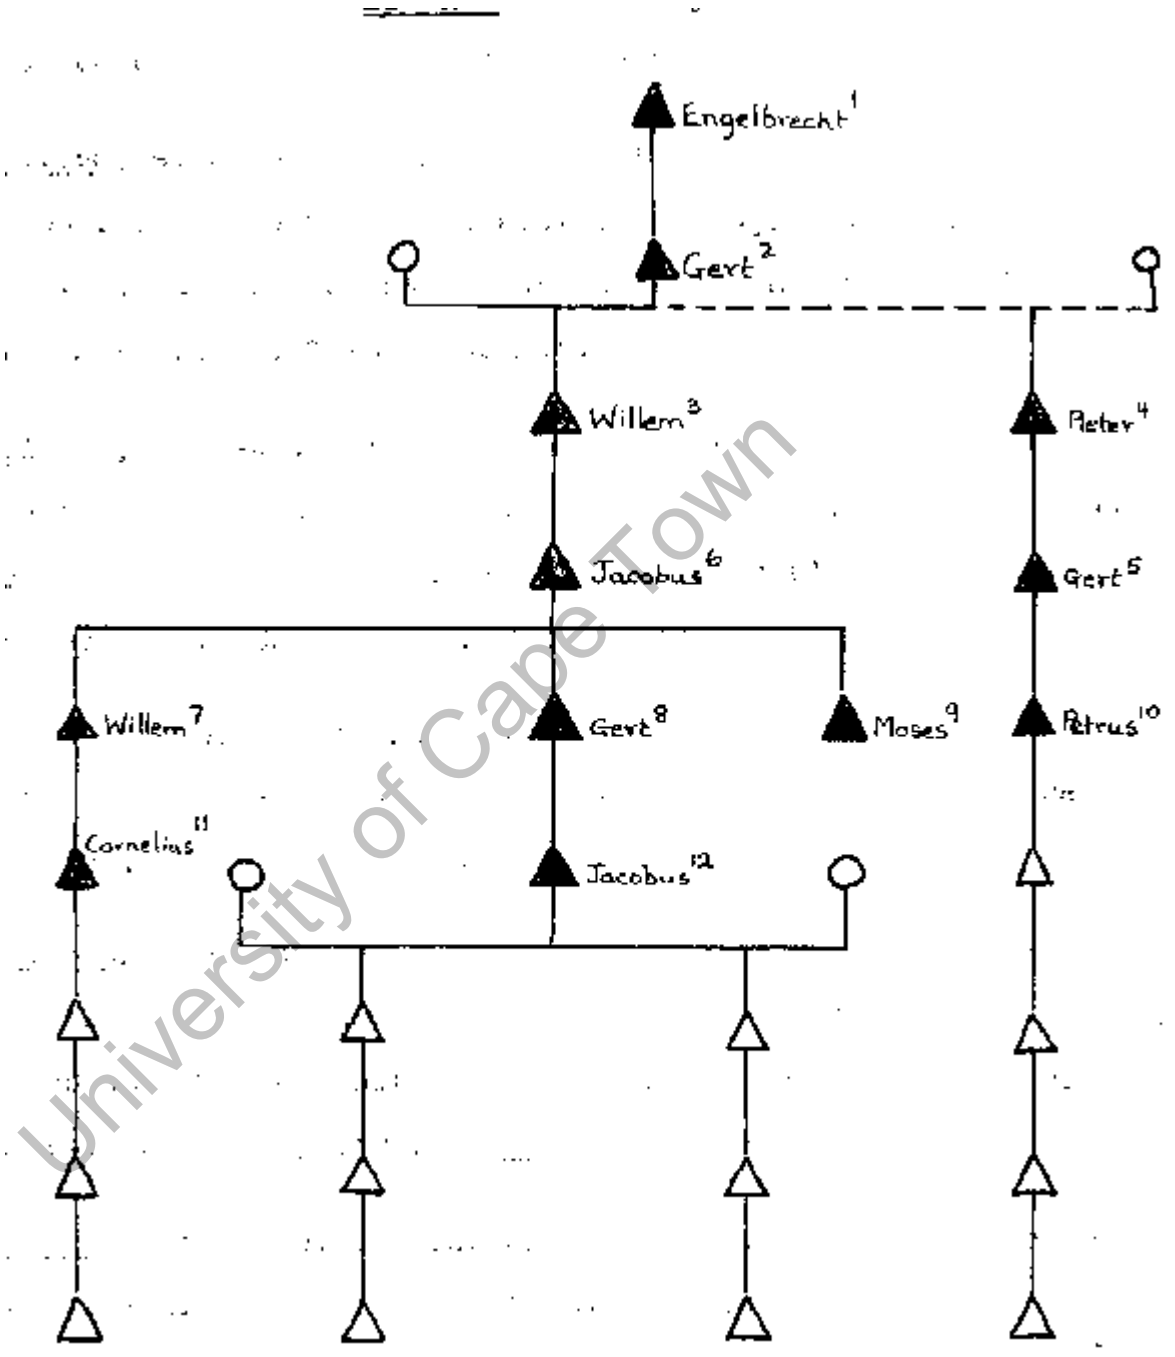 Engelbrecht¹
Gert²
Willem³
Pieter⁴
Jacobus⁶
Gert⁵
Willem⁷
Gert⁸
Moses⁹
Petrus¹⁰
Cornelius¹¹
Jacobus¹²
University of Cape Town